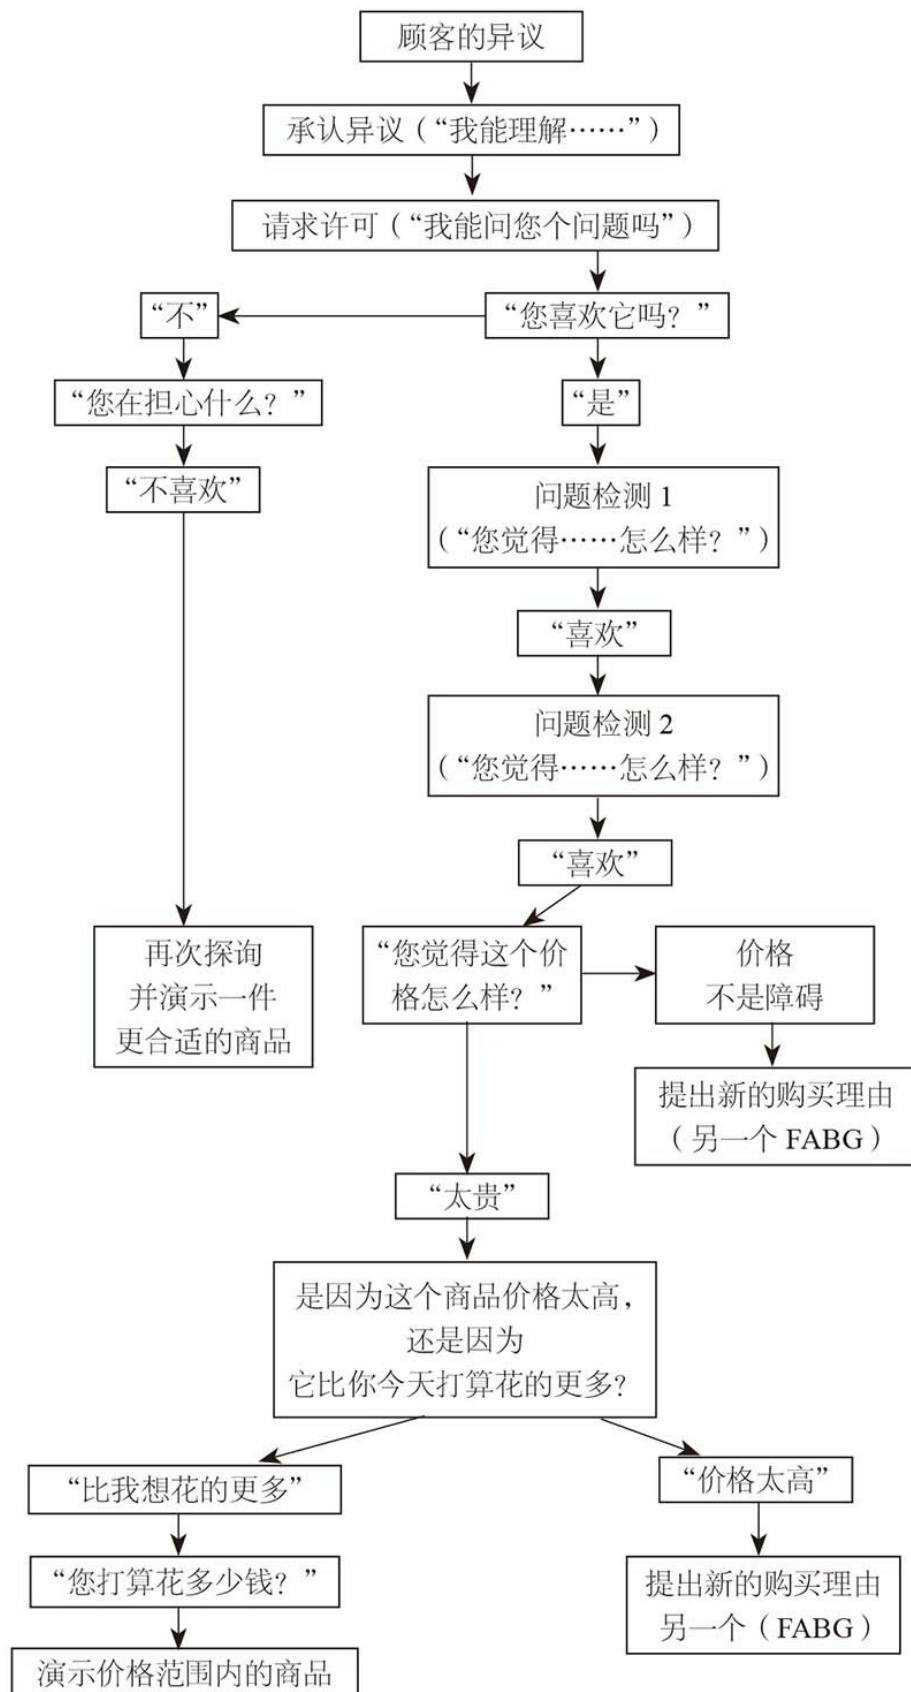 顾客的异议
承认异议（“我能理解……”）
请求许可（“我能问您个问题吗”）
“不”
“您喜欢它吗？”
“您在担心什么？”
“是”
“不喜欢”
问题检测 1
（“您觉得……怎么样？”）
“喜欢”
问题检测 2
（“您觉得……怎么样？”）
“喜欢”
再次探询
并演示一件
更合适的商品
“您觉得这个价
格怎么样？”
价格
不是障碍
提出新的购买理由
（另一个 FABG）
“太贵”
是因为这个商品价格太高，
还是因为
它比你今天打算花的更多？
“比我想花的更多”
“价格太高”
“您打算花多少钱？”
提出新的购买理由
另一个（FABG）
演示价格范围内的商品